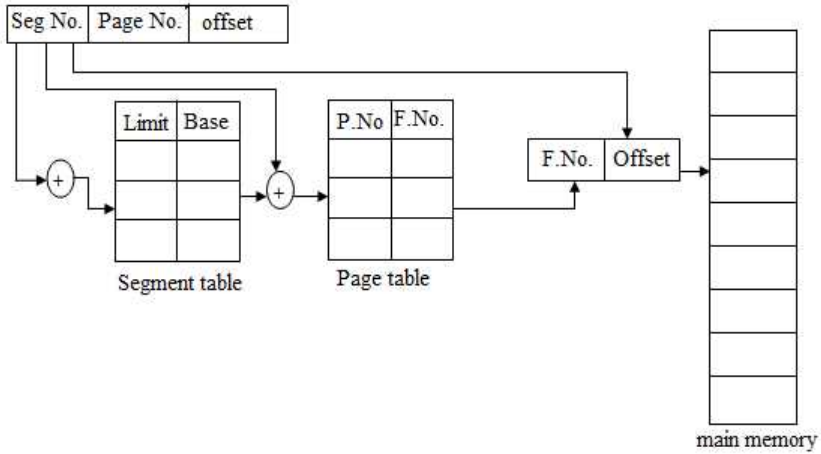 Seg No. Page No. offset
Limit Base
P.No F.No.
F.No. Offset
+
+
Segment table
Page table
main memory